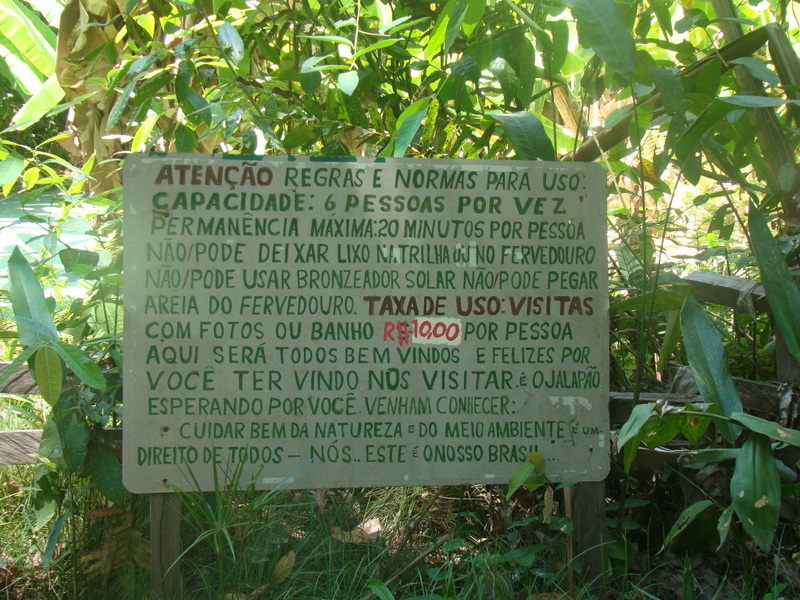 ATENÇÃO REGRAS E NORMAS PARA USO:
CAPACIDADE: 6 PESSOAS POR VEZ
PERMANÊNCIA MÁXIMA:20 MINUTOS POR PESSOA
NÃO/PODE DEIXAR LIXO NA TRILHA OU NO FERVEDOURO
NÃO/PODE USAR BRONZEADOR SOLAR NÃO/PODE PEGAR
AREIA DO FERVEDOURO. TAXA DE USO: VISITAS
COM FOTOS OU BANHO R$ 10,00 POR PESSOA
AQUI SERÁ TODOS BEM VINDOS E FELIZES POR
VOCÊ TER VINDO NOS VISITAR. É O JALAPÃO
ESPERANDO POR VOCÊ. VENHAM CONHECER:.
CUIDAR BEM DA NATUREZA E DO MEIO AMBIENTE É UM
DIREITO DE TODOS - NÓS.. ESTE É O NOSSO BRASIL...